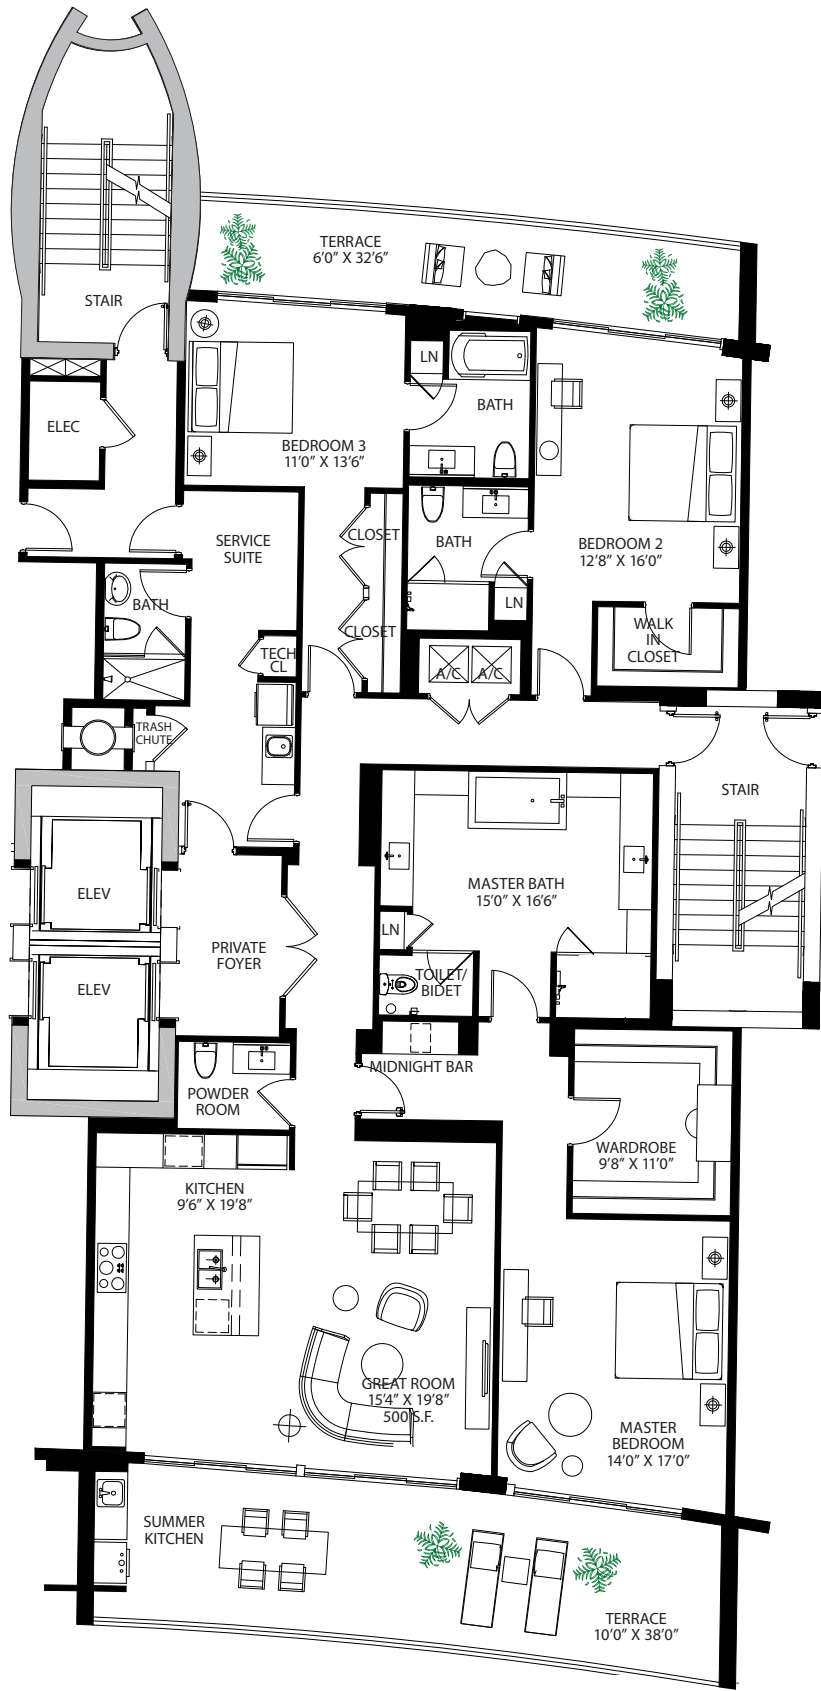 TERRACE
6’0” X 32’6”
STAIR
LN
BATH
ELEC
BEDROOM 3
11’0” X 13’6”
SERVICE
SUITE
CLOSET
BATH
BEDROOM 2
12’8” X 16’0”
BATH
LN
CLOSET
WALK
IN
CLOSET
TECH
CL
A/C
A/C
TRASH
CHUTE
STAIR
ELEV
MASTER BATH
15’0” X 16’6”
LN
PRIVATE
FOYER
ELEV
TOILET/
BIDET
MIDNIGHT BAR
POWDER
ROOM
WARDROBE
9’8” X 11’0”
KITCHEN
9’6” X 19’8”
GREAT ROOM
15’4” X 19’8”
500 S.F.
MASTER
BEDROOM
14’0” X 17’0”
SUMMER
KITCHEN
TERRACE
10’0” X 38’0”